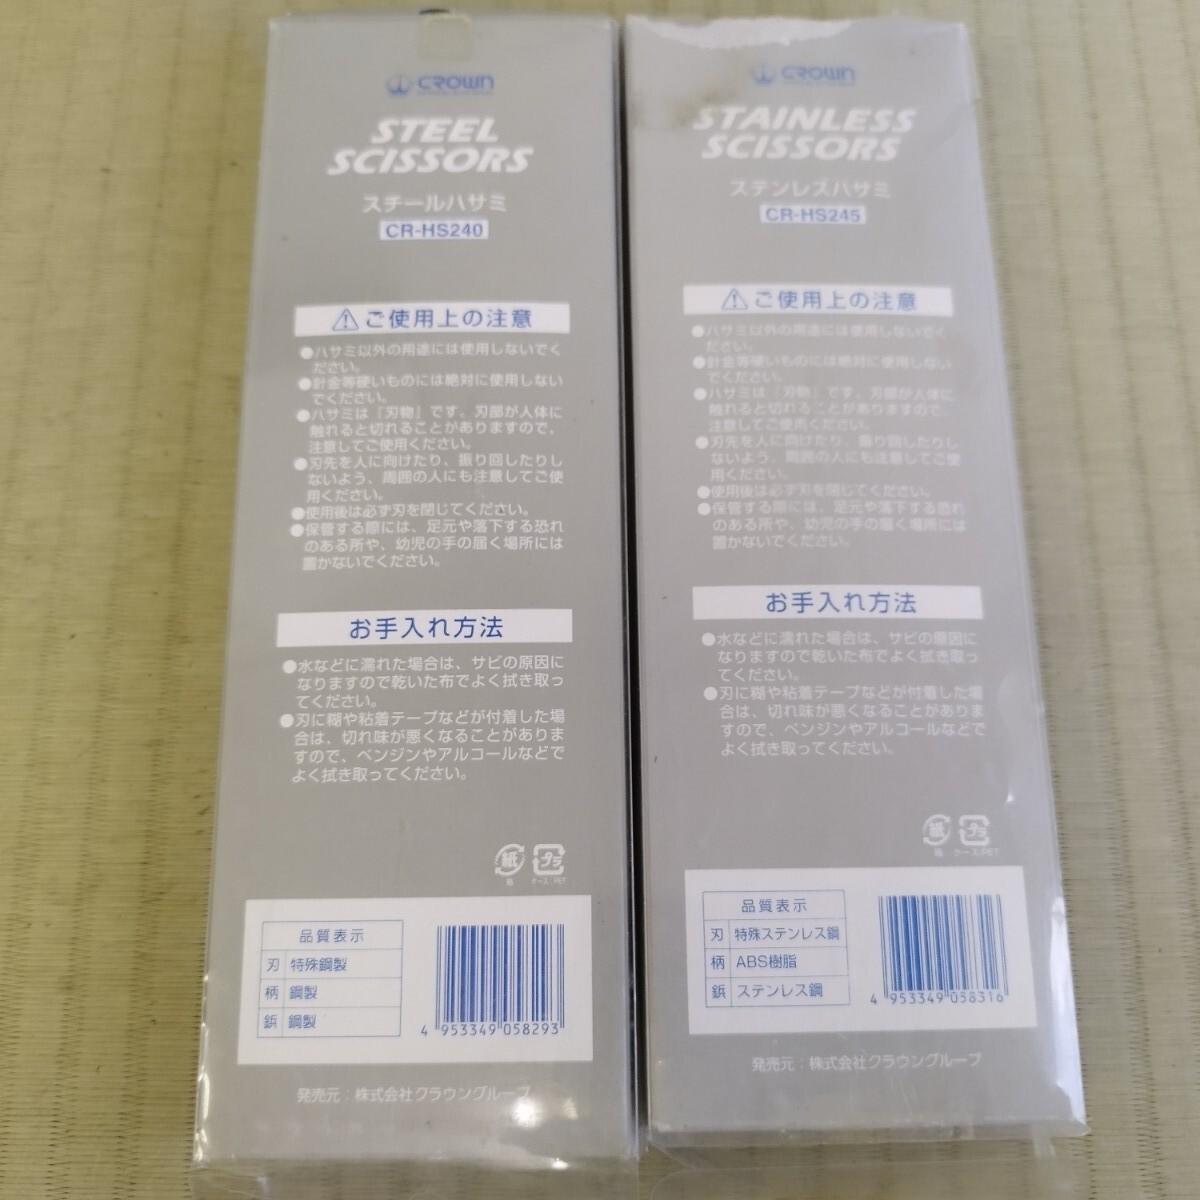 CROWN
STEEL
SCISSORS
スチールハサミ
CR-HS240
ご使用上の注意
●ハサミ以外の用途には使用しないでく
ださい。
●針金等硬いものには絶対に使用しない
でください。
●ハサミは『刃物』です。刃部が人体に
触れると切れることがありますので、
注意してご使用ください。
●刃先を人に向けたり、振り回したりし
ないよう、周囲の人にも注意してご使
用ください。
●使用後は必ず刃を閉じてください。
●保管する際には、足元や落下する恐れ
のある所や、幼児の手の届く場所には
置かないでください。
お手入れ方法
●水などに濡れた場合は、サビの原因に
なりますので乾いた布でよく拭き取っ
てください。
●刃に糊や粘着テープなどが付着した場
合は、切れ味が悪くなることがありま
すので、ベンジンやアルコールなどで
よく拭き取ってください。
紙
箱
プラ
ケース:PET
品質表示
刃 特殊鋼製
柄 鋼製
鋲 鋼製
4 953349 058293
発売元:株式会社クラウングループ
CROWN
STAINLESS
SCISSORS
ステンレスハサミ
CR-HS245
ご使用上の注意
●ハサミ以外の用途には使用しないでく
ださい。
●針金等硬いものには絶対に使用しない
でください。
●ハサミは『刃物』です。刃部が人体に
触れると切れることがありますので、
注意してご使用ください。
●刃先を人に向けたり、振り回したりし
ないよう、周囲の人にも注意してご使
用ください。
●使用後は必ず刃を閉じてください。
●保管する際には、足元や落下する恐れ
のある所や、幼児の手の届く場所には
置かないでください。
お手入れ方法
●水などに濡れた場合は、サビの原因に
なりますので乾いた布でよく拭き取っ
てください。
●刃に糊や粘着テープなどが付着した場
合は、切れ味が悪くなることがありま
すので、ベンジンやアルコールなどで
よく拭き取ってください。
紙
箱
プラ
ケース:PET
品質表示
刃 特殊ステンレス鋼
柄 ABS樹脂
鋲 ステンレス鋼
4 953349 058316
発売元:株式会社クラウングループ